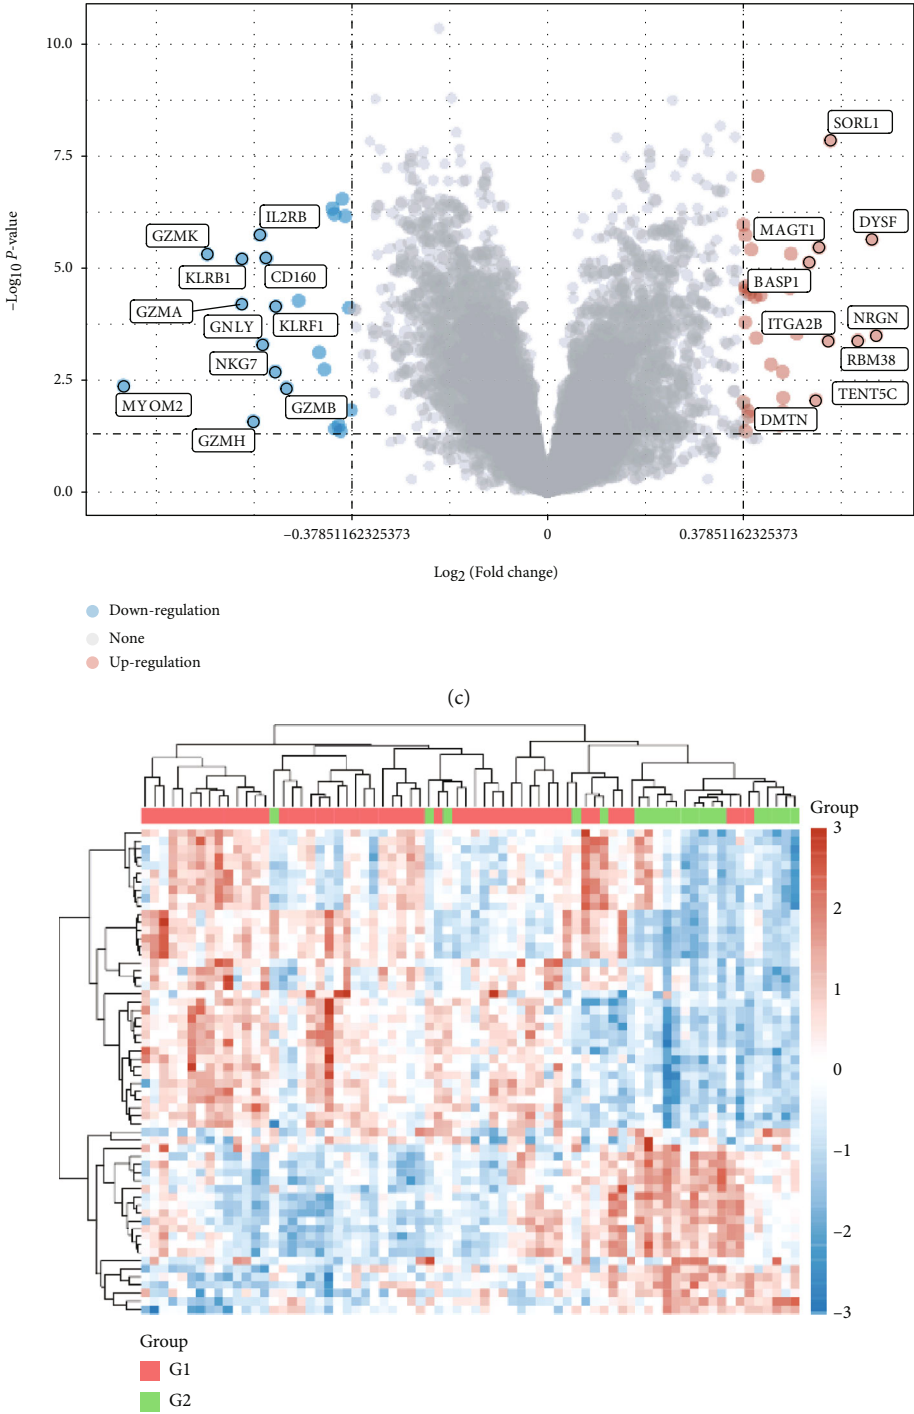 10.0
7.5
5.0
2.5
0.0
−Log10 P-value
SORL1
DYSF
MAGT1
BASP1
ITGA2B
NRGN
RBM38
TENT5C
DMTN
IL2RB
GZMK
KLRB1
CD160
GZMA
GNLY
KLRF1
NKG7
MYOM2
GZMB
GZMH
−0.37851162325373
0
0.37851162325373
Log2 (Fold change)
Down-regulation
None
Up-regulation
(c)
Group
3
2
1
0
−1
−2
−3
Group
G1
G2